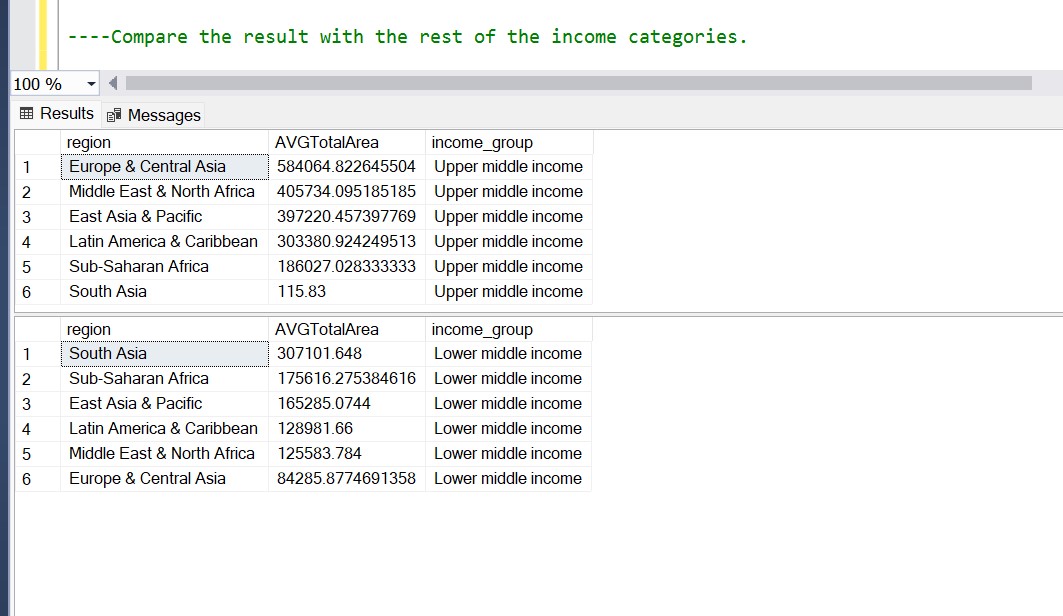 ----Compare the result with the rest of the income categories.
100 %
Results Messages
region AVGTotalArea income_group
1 Europe & Central Asia 584064.822645504 Upper middle income
2 Middle East & North Africa 405734.095185185 Upper middle income
3 East Asia & Pacific 397220.457397769 Upper middle income
4 Latin America & Caribbean 303380.924249513 Upper middle income
5 Sub-Saharan Africa 186027.028333333 Upper middle income
6 South Asia 115.83 Upper middle income
region AVGTotalArea income_group
1 South Asia 307101.648 Lower middle income
2 Sub-Saharan Africa 175616.275384616 Lower middle income
3 East Asia & Pacific 165285.0744 Lower middle income
4 Latin America & Caribbean 128981.66 Lower middle income
5 Middle East & North Africa 125583.784 Lower middle income
6 Europe & Central Asia 84285.8774691358 Lower middle income